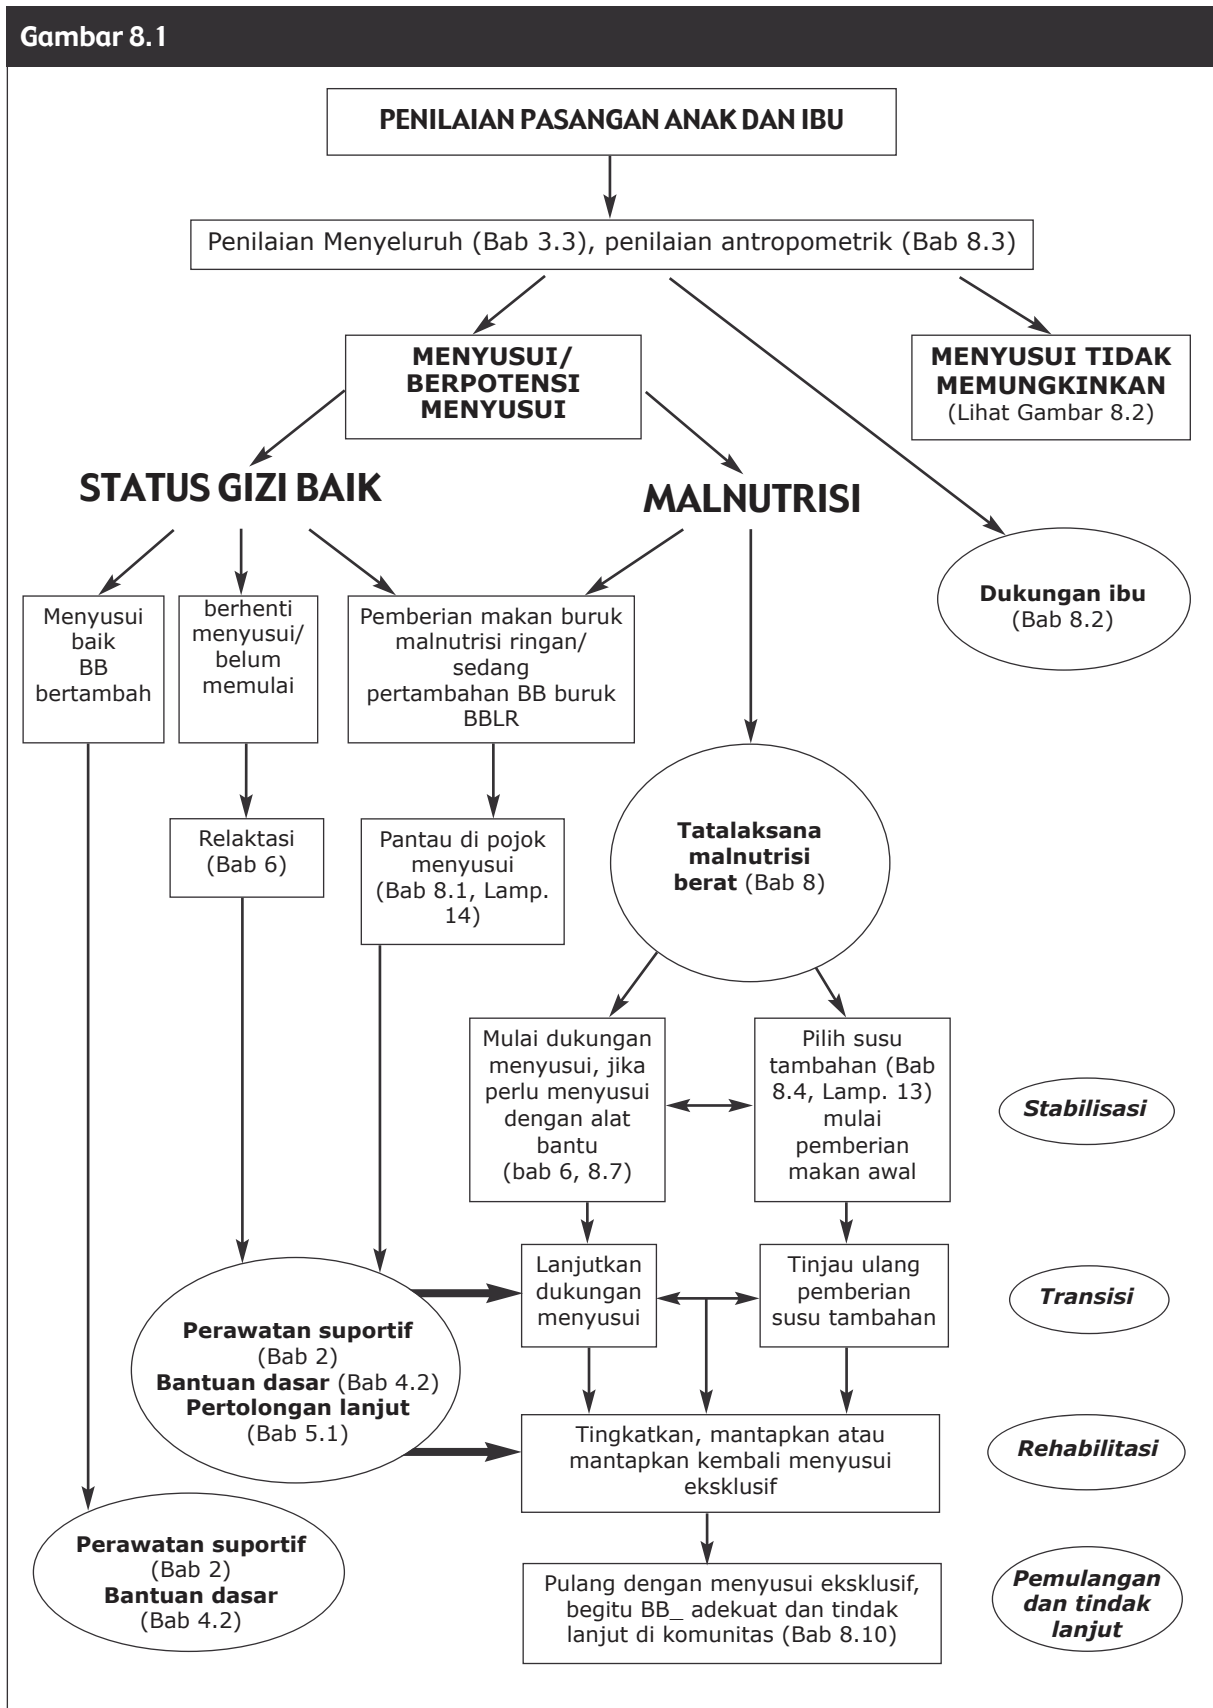 Gambar 8.1
PENILAIAN PASANGAN ANAK DAN IBU
Penilaian Menyeluruh (Bab 3.3), penilaian antropometrik (Bab 8.3)
MENYUSUI/
BERPOTENSI
MENYUSUI
MENYUSUI TIDAK
MEMUNGKINKAN
(Lihat Gambar 8.2)
STATUS GIZI BAIK
MALNUTRISI
Dukungan ibu
(Bab 8.2)
Menyusui
baik
BB
bertambah
berhenti
menyusui/
belum
memulai
Pemberian makan buruk
malnutrisi ringan/
sedang
pertambahan BB buruk
BBLR
Relaktasi
(Bab 6)
Pantau di pojok
menyusui
(Bab 8.1, Lamp.
14)
Tatalaksana
malnutrisi
berat (Bab 8)
Mulai dukungan
menyusui, jika
perlu menyusui
dengan alat
bantu
(bab 6, 8.7)
Pilih susu
tambahan (Bab
8.4, Lamp. 13)
mulai
pemberian
makan awal
Stabilisasi
Lanjutkan
dukungan
menyusui
Tinjau ulang
pemberian
susu tambahan
Transisi
Perawatan suportif
(Bab 2)
Bantuan dasar (Bab 4.2)
Pertolongan lanjut
(Bab 5.1)
Tingkatkan, mantapkan atau
mantapkan kembali menyusui
eksklusif
Rehabilitasi
Perawatan suportif
(Bab 2)
Bantuan dasar
(Bab 4.2)
Pulang dengan menyusui eksklusif,
begitu BB_ adekuat dan tindak
lanjut di komunitas (Bab 8.10)
Pemulangan
dan tindak
lanjut